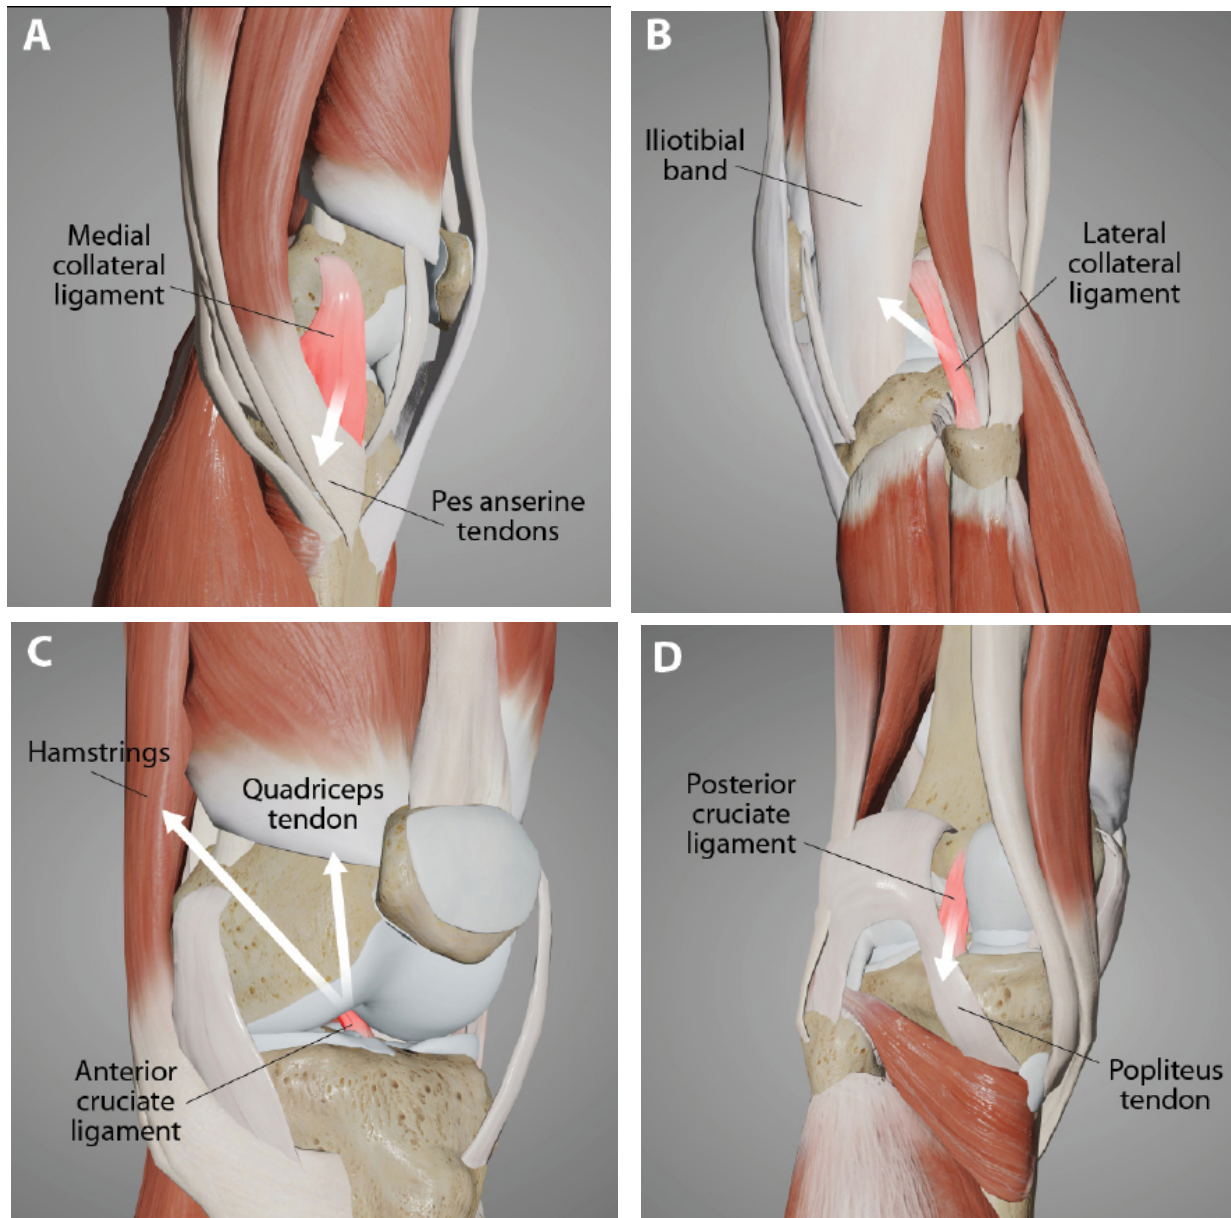 A
Medial
collateral
ligament
Pes anserine
tendons
B
Iliotibial
band
Lateral
collateral
ligament
C
Hamstrings
Quadriceps
tendon
Anterior
cruciate
ligament
D
Posterior
cruciate
ligament
Popliteus
tendon